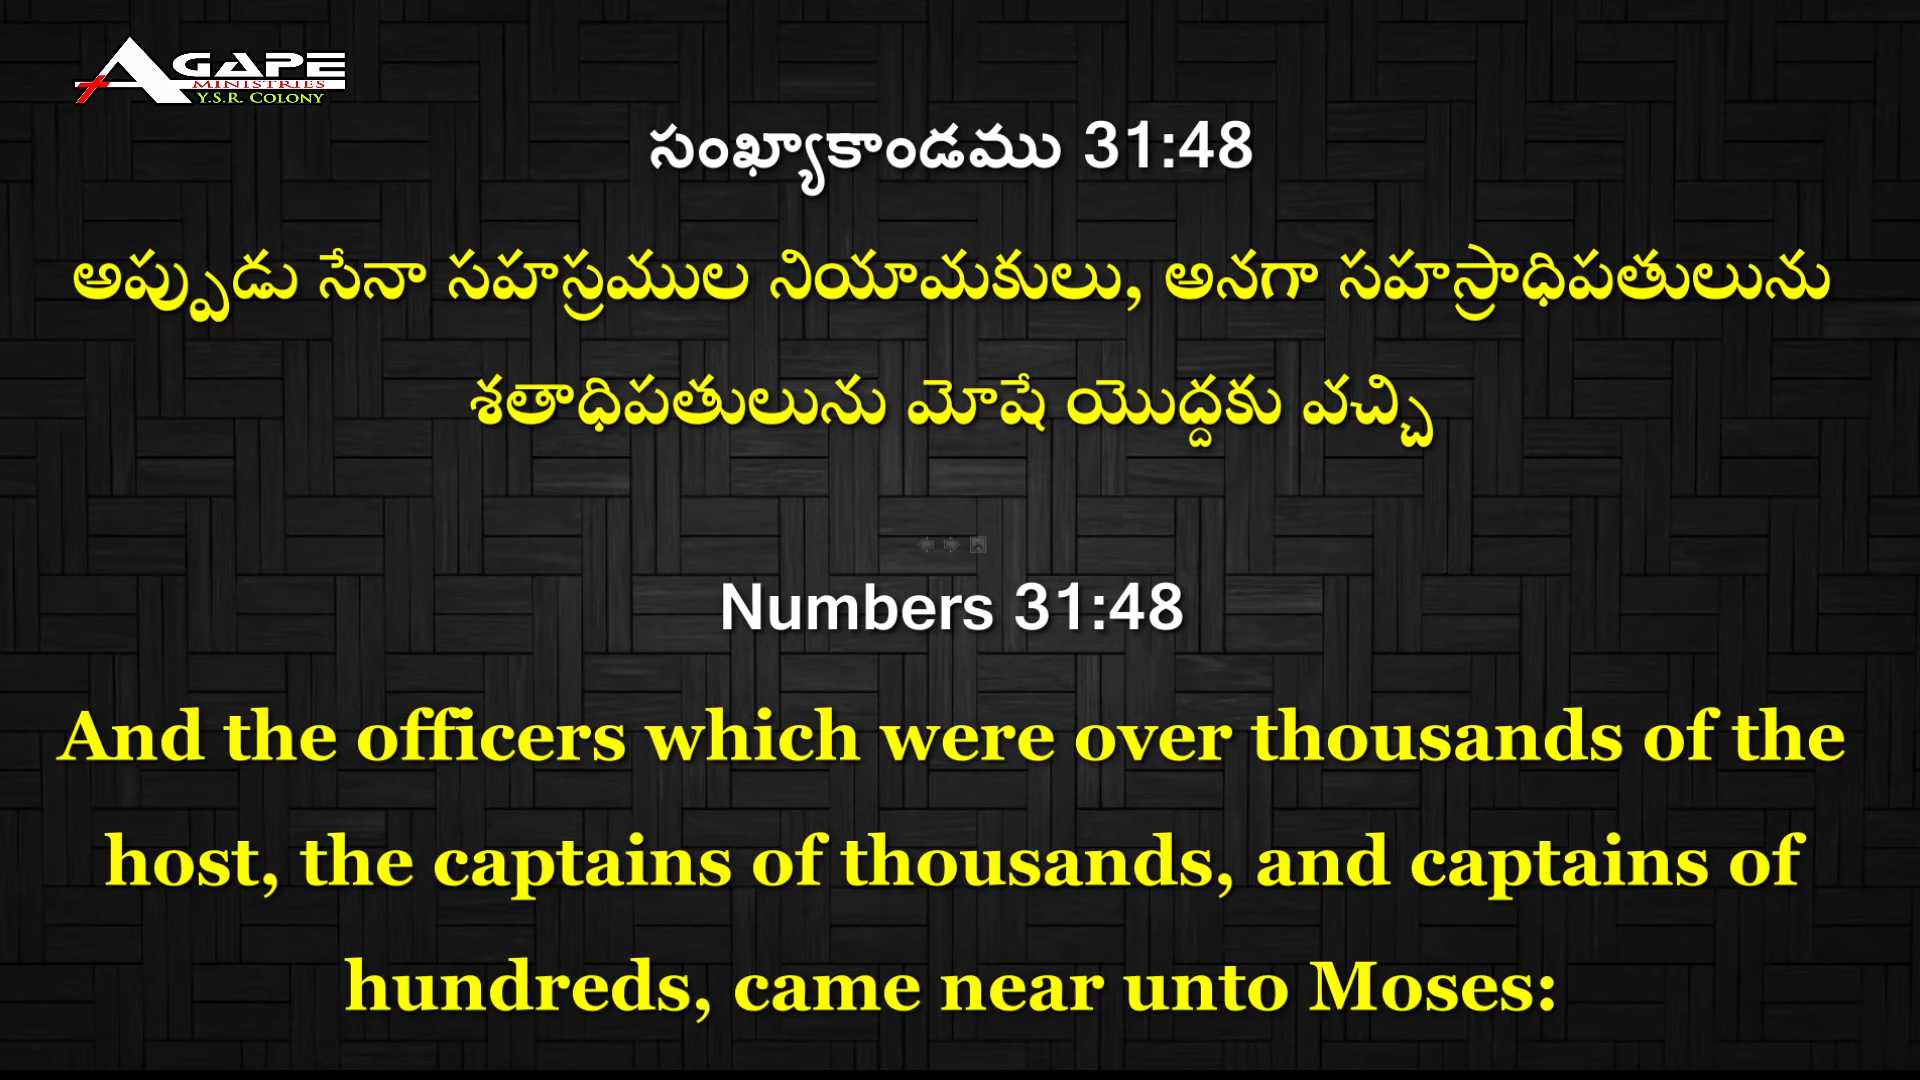 AGAPE
MINISTRIES
Y.S.R. COLONY
సంఖ్యాకాండము 31:48
అప్పుడు సేనా సహస్రముల నియామకులు, అనగా సహస్రాధిపతులును
శతాధిపతులును మోషే యొద్దకు వచ్చి
Numbers 31:48
And the officers which were over thousands of the
host, the captains of thousands, and captains of
hundreds, came near unto Moses: